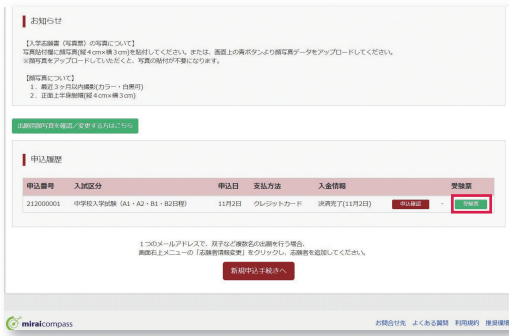 お知らせ
【入学志願書（写真票）の写真について】
写真貼付欄に顔写真(縦4cm×横3cm)を貼付してください。または、画面上の青ボタンより顔写真データをアップロードしてください。
※顔写真をアップロードしていただくと、写真の貼付が不要になります。
【顔写真について】
1. 最近3ヶ月以内撮影(カラー・白黒可)
2. 正面上半身脱帽(縦4cm×横3cm)
出願用顔写真を確認／変更する方はこちら
申込履歴
申込番号 入試区分 申込日 支払方法 入金情報 受験票
212000001 中学校入学試験（A1・A2・B1・B2日程） 11月2日 クレジットカード 決済完了(11月2日) 申込確認 - 受験票
1つのメールアドレスで、双子など複数名の出願を行う場合、
画面右上メニューの「志願者情報変更」をクリックし、志願者を追加してください。
新規申込手続きへ
miraicompass お問合せ先 よくある質問 利用規約 推奨環境